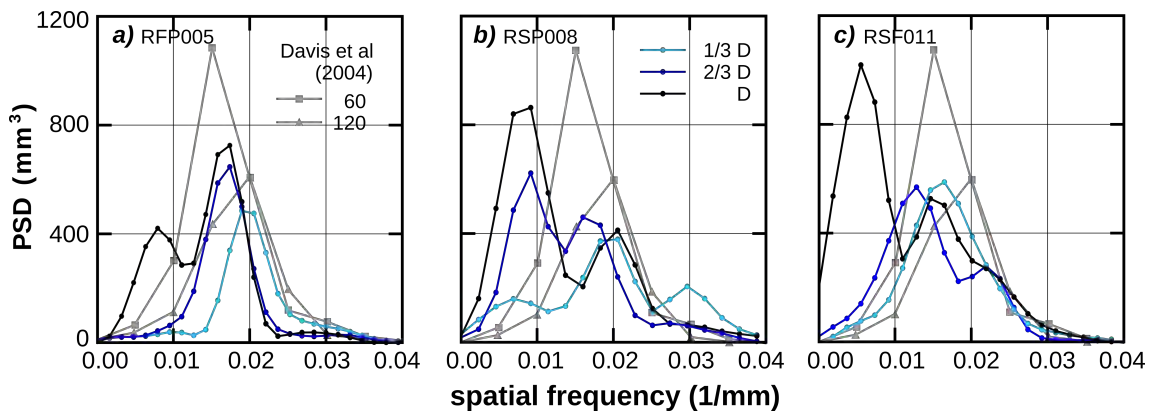 1200
800
400
0
PSD (mm³)
a) RFP005
Davis et al
(2004)
60
120
0.00 0.01 0.02 0.03 0.04
b) RSP008
1/3 D
2/3 D
D
0.00 0.01 0.02 0.03 0.04
c) RSF011
0.00 0.01 0.02 0.03 0.04
spatial frequency (1/mm)